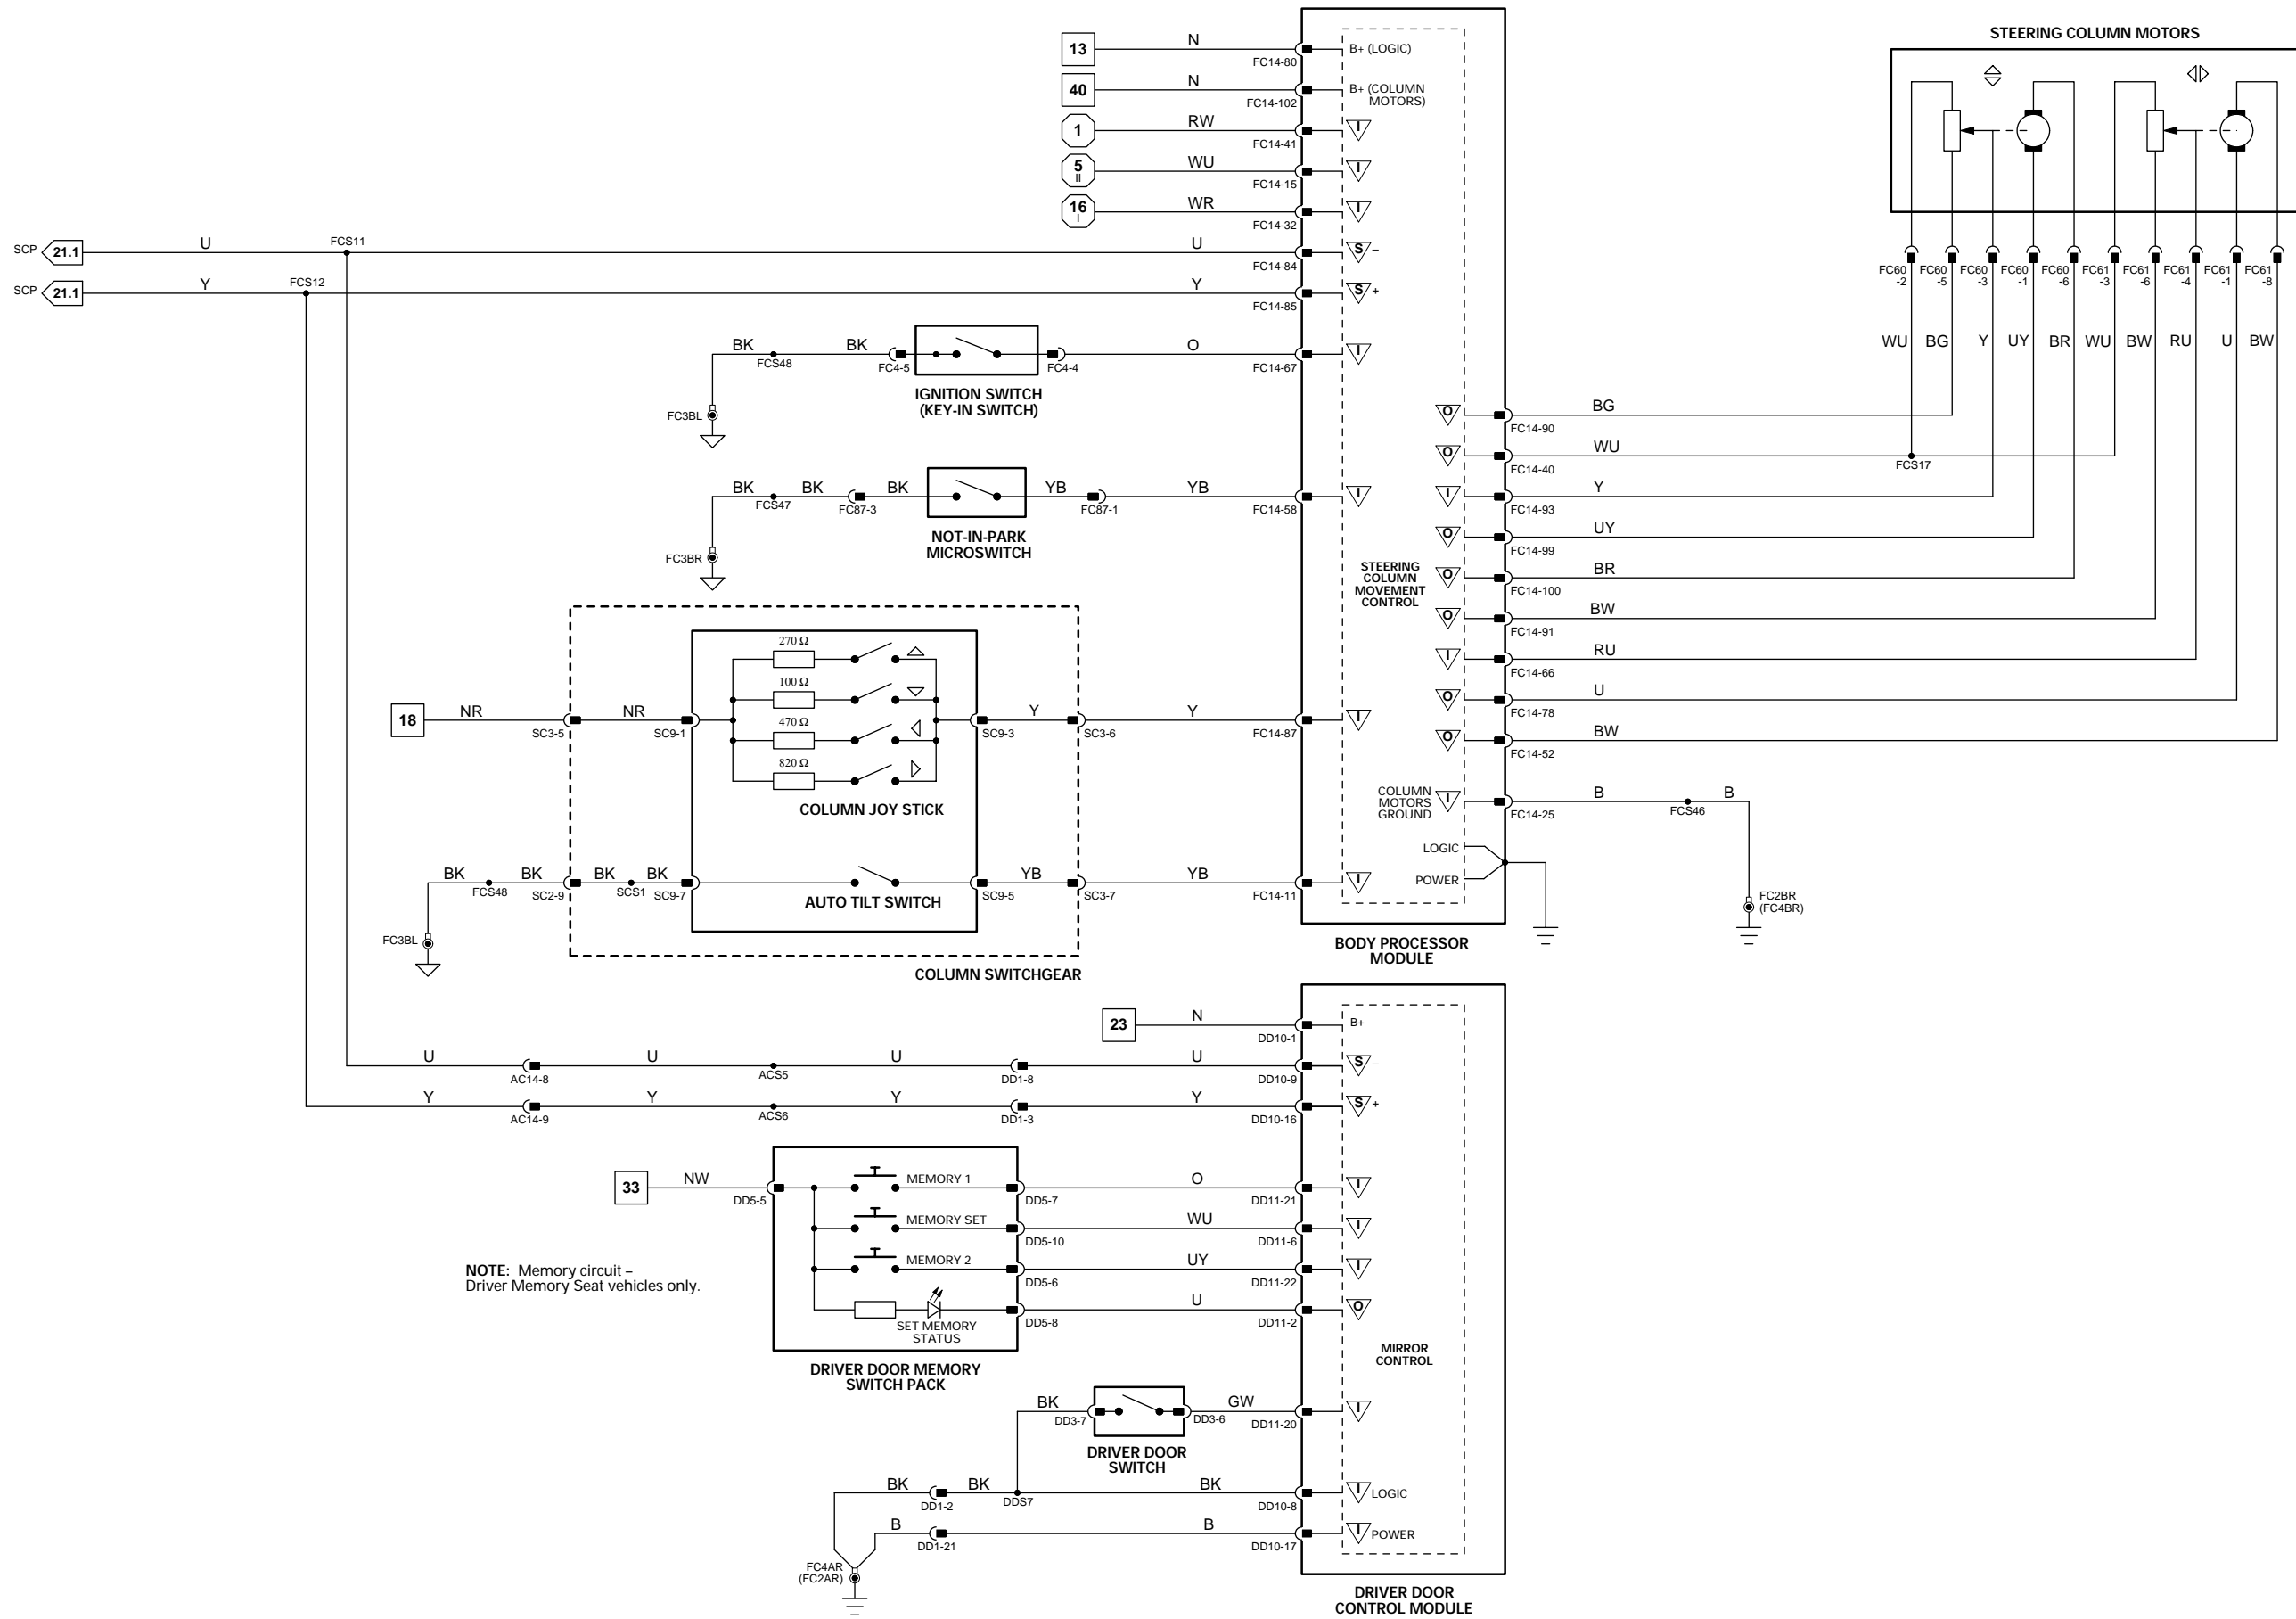 STEERING COLUMN MOTORS
13
N
FC14-80
B+ (LOGIC)
40
N
FC14-102
B+ (COLUMN
MOTORS)
1
RW
FC14-41
I
5
II
WU
FC14-15
I
16
I
WR
FC14-32
I
SCP
21.1
U
FCS11
U
FC14-84
S
–
SCP
21.1
Y
FCS12
Y
FC14-85
S
+
FC60
-2
FC60
-5
FC60
-3
FC60
-1
FC60
-6
FC61
-3
FC61
-6
FC61
-4
FC61
-1
FC61
-8
WU
BG
Y
UY
BR
WU
BW
RU
U
BW
BK
FCS48
BK
FC4-5
FC4-4
O
FC14-67
I
IGNITION SWITCH
(KEY-IN SWITCH)
FC3BL
BK
FCS47
BK
FC87-3
BK
YB
FC87-1
YB
FC14-58
I
NOT-IN-PARK
MICROSWITCH
FC3BR
O
BG
FC14-90
O
WU
FC14-40
FCS17
I
Y
FC14-93
O
UY
FC14-99
STEERING
COLUMN
MOVEMENT
CONTROL
O
BR
FC14-100
O
BW
FC14-91
I
RU
FC14-66
O
U
FC14-78
O
BW
FC14-52
COLUMN
MOTORS
GROUND
I
B
FC14-25
FCS46
B
FC2BR
(FC4BR)
LOGIC
POWER
18
NR
SC3-5
NR
SC9-1
270 Ω
100 Ω
470 Ω
820 Ω
COLUMN JOY STICK
SC9-3
Y
SC3-6
Y
FC14-87
I
BK
FCS48
BK
SC2-9
BK
SCS1
BK
SC9-7
AUTO TILT SWITCH
SC9-5
YB
SC3-7
YB
FC14-11
I
FC3BL
COLUMN SWITCHGEAR
BODY PROCESSOR
MODULE
23
N
DD10-1
B+
U
AC14-8
U
ACS5
U
DD1-8
U
DD10-9
S
–
Y
AC14-9
Y
ACS6
Y
DD1-3
Y
DD10-16
S
+
33
NW
DD5-5
MEMORY 1
DD5-7
O
DD11-21
I
MEMORY SET
DD5-10
WU
DD11-6
I
MEMORY 2
DD5-6
UY
DD11-22
I
SET MEMORY
STATUS
DD5-8
U
DD11-2
O
NOTE: Memory circuit –
Driver Memory Seat vehicles only.
DRIVER DOOR MEMORY
SWITCH PACK
MIRROR
CONTROL
BK
DD3-7
DD3-6
GW
DD11-20
I
DRIVER DOOR
SWITCH
BK
DD1-2
BK
DDS7
BK
DD10-8
I
LOGIC
B
DD1-21
B
DD10-17
I
POWER
FC4AR
(FC2AR)
DRIVER DOOR
CONTROL MODULE